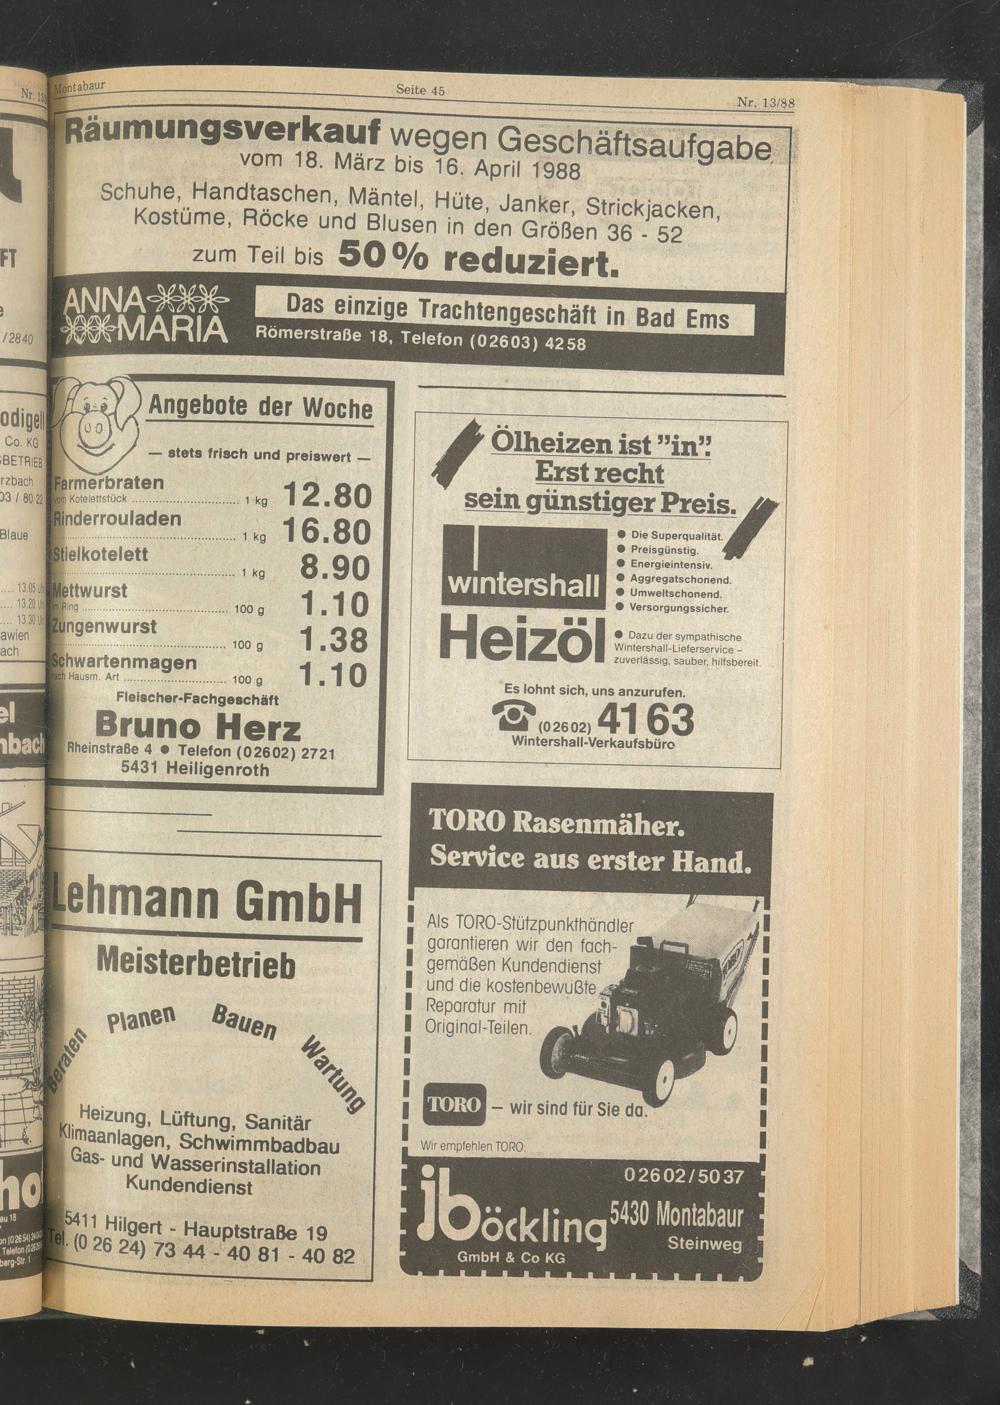 Montabaur
Seite 45
Nr. 13/88
Räumungsverkauf wegen Geschäftsaufgabe
vom 18. März bis 16. April 1988
Schuhe, Handtaschen, Mäntel, Hüte, Janker, Strickjacken,
Kostüme, Röcke und Blusen in den Größen 36 - 52
zum Teil bis 50% reduziert.
ANNA
MARIA
Das einzige Trachtengeschäft in Bad Ems
Römerstraße 18, Telefon (02603) 4258
Angebote der Woche
— stets frisch und preiswert —
Farmerbraten
vom Kotelettstück 1 kg 12.80
Rinderrouladen
1 kg 16.80
Stielkotelett
1 kg 8.90
Mettwurst
im Ring 100 g 1.10
Zungenwurst
100 g 1.38
Schwartenmagen
nach Hausm. Art 100 g 1.10
Fleischer-Fachgeschäft
Bruno Herz
Rheinstraße 4 ● Telefon (02602) 2721
5431 Heiligenroth
Ölheizen ist ”in”.
Erst recht
sein günstiger Preis.
wintershall
Heizöl
● Die Superqualität.
● Preisgünstig.
● Energieintensiv.
● Aggregatschonend.
● Umweltschonend.
● Versorgungssicher.
● Dazu der sympathische
Wintershall-Lieferservice –
zuverlässig, sauber, hilfsbereit.
Es lohnt sich, uns anzurufen.
(02602) 4163
Wintershall-Verkaufsbüro
Lehmann GmbH
Meisterbetrieb
Beraten Planen Bauen Wartung
Heizung, Lüftung, Sanitär
Klimaanlagen, Schwimmbadbau
Gas- und Wasserinstallation
Kundendienst
5411 Hilgert - Hauptstraße 19
Tel. (0 26 24) 73 44 - 40 81 - 40 82
TORO Rasenmäher.
Service aus erster Hand.
Als TORO-Stützpunkthändler
garantieren wir den fach-
gemäßen Kundendienst
und die kostenbewußte
Reparatur mit
Original-Teilen.
TORO
TORO – wir sind für Sie da.
Wir empfehlen TORO:
02602/5037
jböckling
5430 Montabaur
Steinweg
GmbH & Co KG